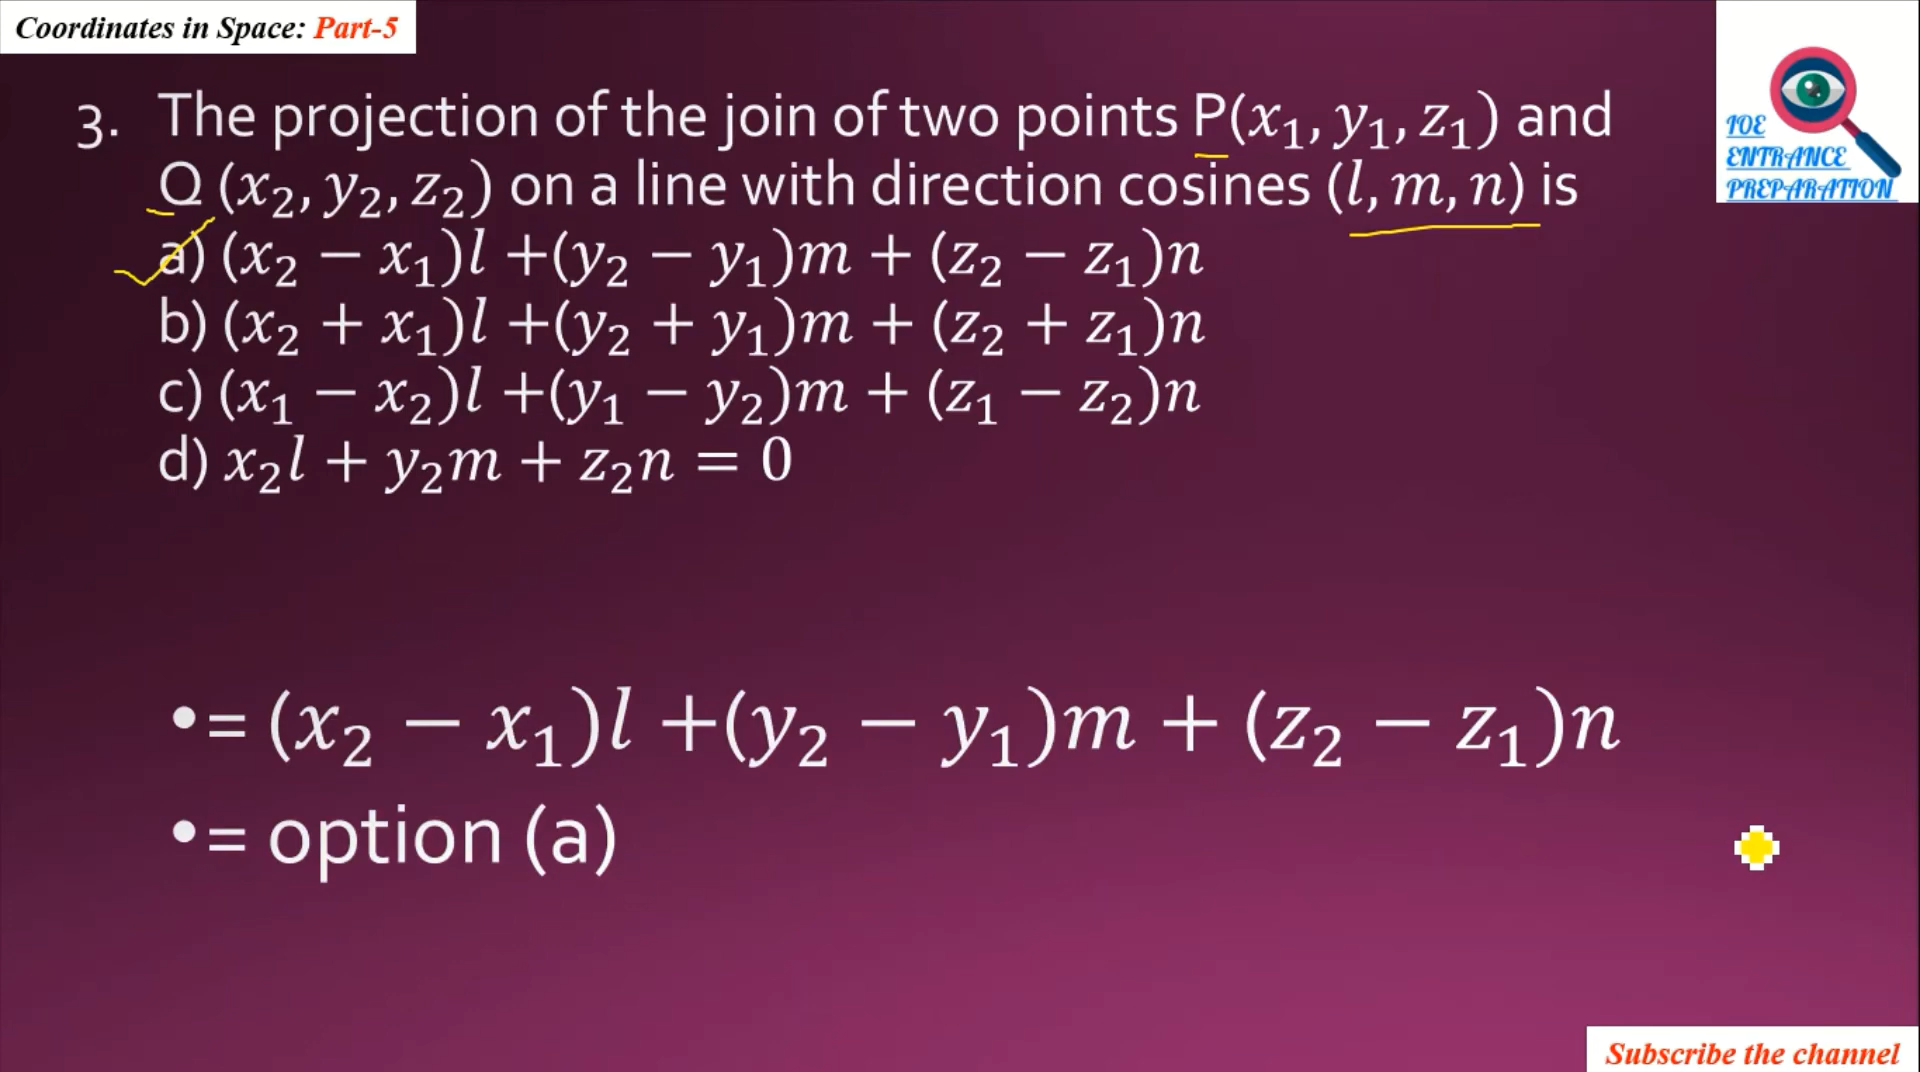 Coordinates in Space: Part-5
3. The projection of the join of two points P(x₁, y₁, z₁) and
Q (x₂, y₂, z₂) on a line with direction cosines (l, m, n) is
a) (x₂ − x₁)l +(y₂ − y₁)m + (z₂ − z₁)n
b) (x₂ + x₁)l +(y₂ + y₁)m + (z₂ + z₁)n
c) (x₁ − x₂)l +(y₁ − y₂)m + (z₁ − z₂)n
d) x₂l + y₂m + z₂n = 0
•= (x₂ − x₁)l +(y₂ − y₁)m + (z₂ − z₁)n
•= option (a)
IOE
ENTRANCE
PREPARATION
Subscribe the channel